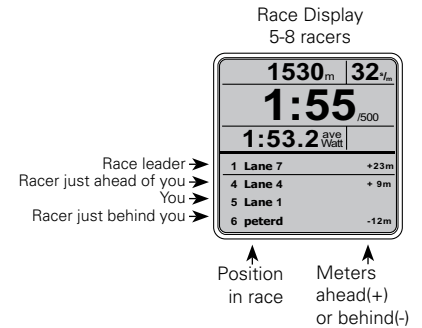 Race Display
5-8 racers
1530m 32s/m
1:55 /500
1:53.2 ave Watt
Race leader 1 Lane 7 +23m
Racer just ahead of you 4 Lane 4 + 9m
You 5 Lane 1
Racer just behind you 6 peterd -12m
Position
in race
Meters
ahead(+)
or behind(-)